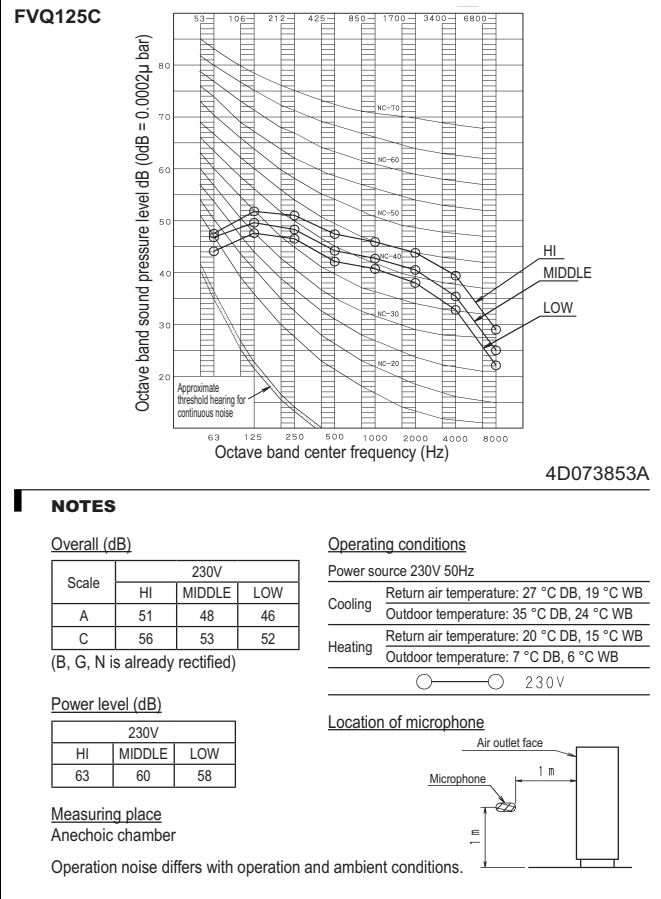 FVQ125C
53 106 212 425 850 1700 3400 6800
Octave band sound pressure level dB (0dB = 0.0002μ bar)
80
70
60
50
40
30
20
NC-70
NC-60
NC-50
NC-40
NC-30
NC-20
HI
MIDDLE
LOW
Approximate
threshold hearing for
continuous noise
63 125 250 500 1000 2000 4000 8000
Octave band center frequency (Hz)
4D073853A
NOTES
Overall (dB)
Scale 230V
HI MIDDLE LOW
A 51 48 46
C 56 53 52
(B, G, N is already rectified)
Power level (dB)
230V
HI MIDDLE LOW
63 60 58
Measuring place
Anechoic chamber
Operation noise differs with operation and ambient conditions.
Operating conditions
Power source 230V 50Hz
Cooling Return air temperature: 27 °C DB, 19 °C WB
Outdoor temperature: 35 °C DB, 24 °C WB
Heating Return air temperature: 20 °C DB, 15 °C WB
Outdoor temperature: 7 °C DB, 6 °C WB
230V
Location of microphone
Air outlet face
Microphone
1 m
1 m